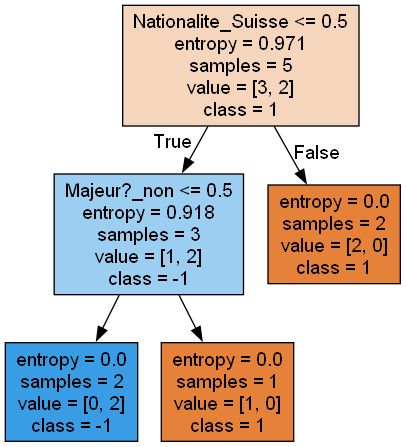 Nationalite_Suisse <= 0.5
entropy = 0.971
samples = 5
value = [3, 2]
class = 1
True
False
Majeur?_non <= 0.5
entropy = 0.918
samples = 3
value = [1, 2]
class = -1
entropy = 0.0
samples = 2
value = [2, 0]
class = 1
entropy = 0.0
samples = 2
value = [0, 2]
class = -1
entropy = 0.0
samples = 1
value = [1, 0]
class = 1